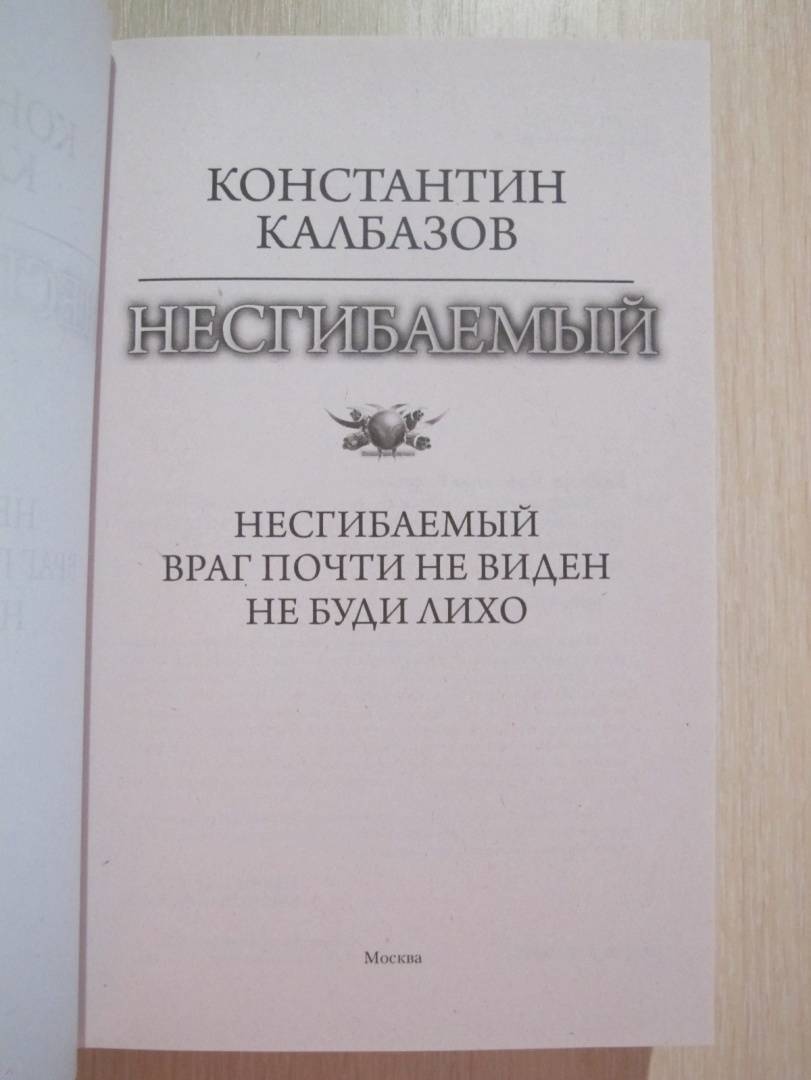 КОНСТАНТИН
КАЛБАЗОВ
НЕСГИБАЕМЫЙ
НЕСГИБАЕМЫЙ
ВРАГ ПОЧТИ НЕ ВИДЕН
НЕ БУДИ ЛИХО
Москва